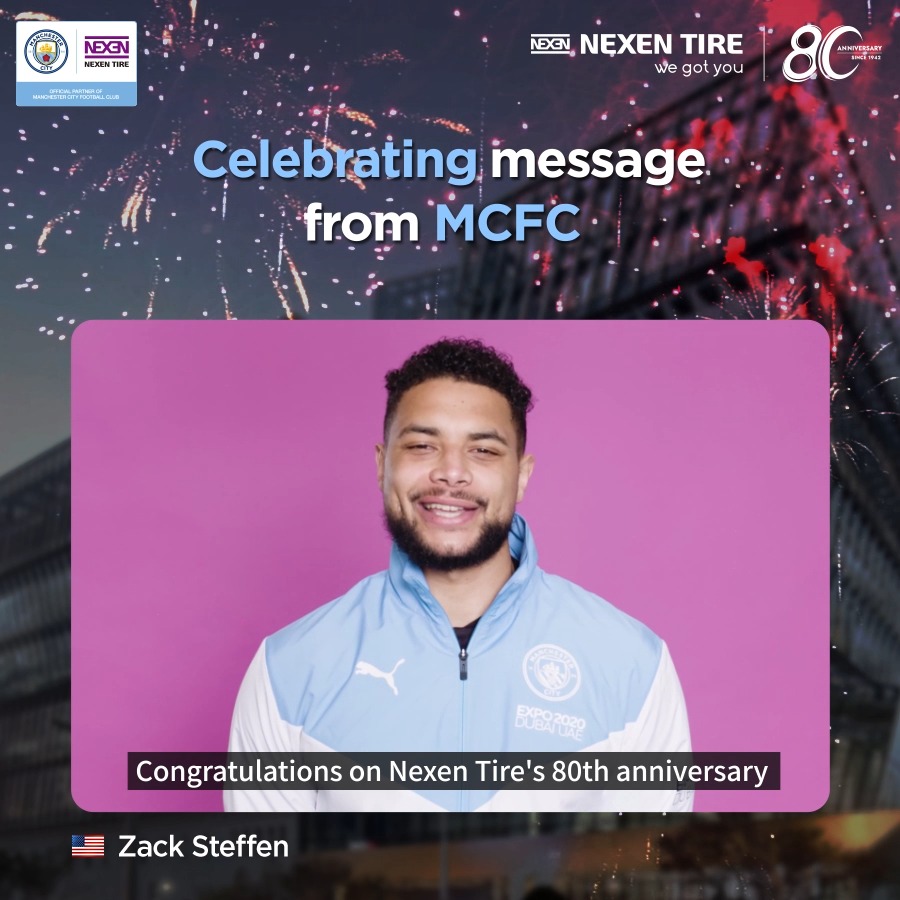 MANCHESTER
CITY
NEXEN
NEXEN TIRE
OFFICIAL PARTNER OF
MANCHESTER CITY FOOTBALL CLUB
NEXEN NEXEN TIRE
we got you
80 ANNIVERSARY
SINCE 1942
Celebrating message
from MCFC
MANCHESTER
CITY
EXPO 2020
DUBAI UAE
Congratulations on Nexen Tire's 80th anniversary
Zack Steffen